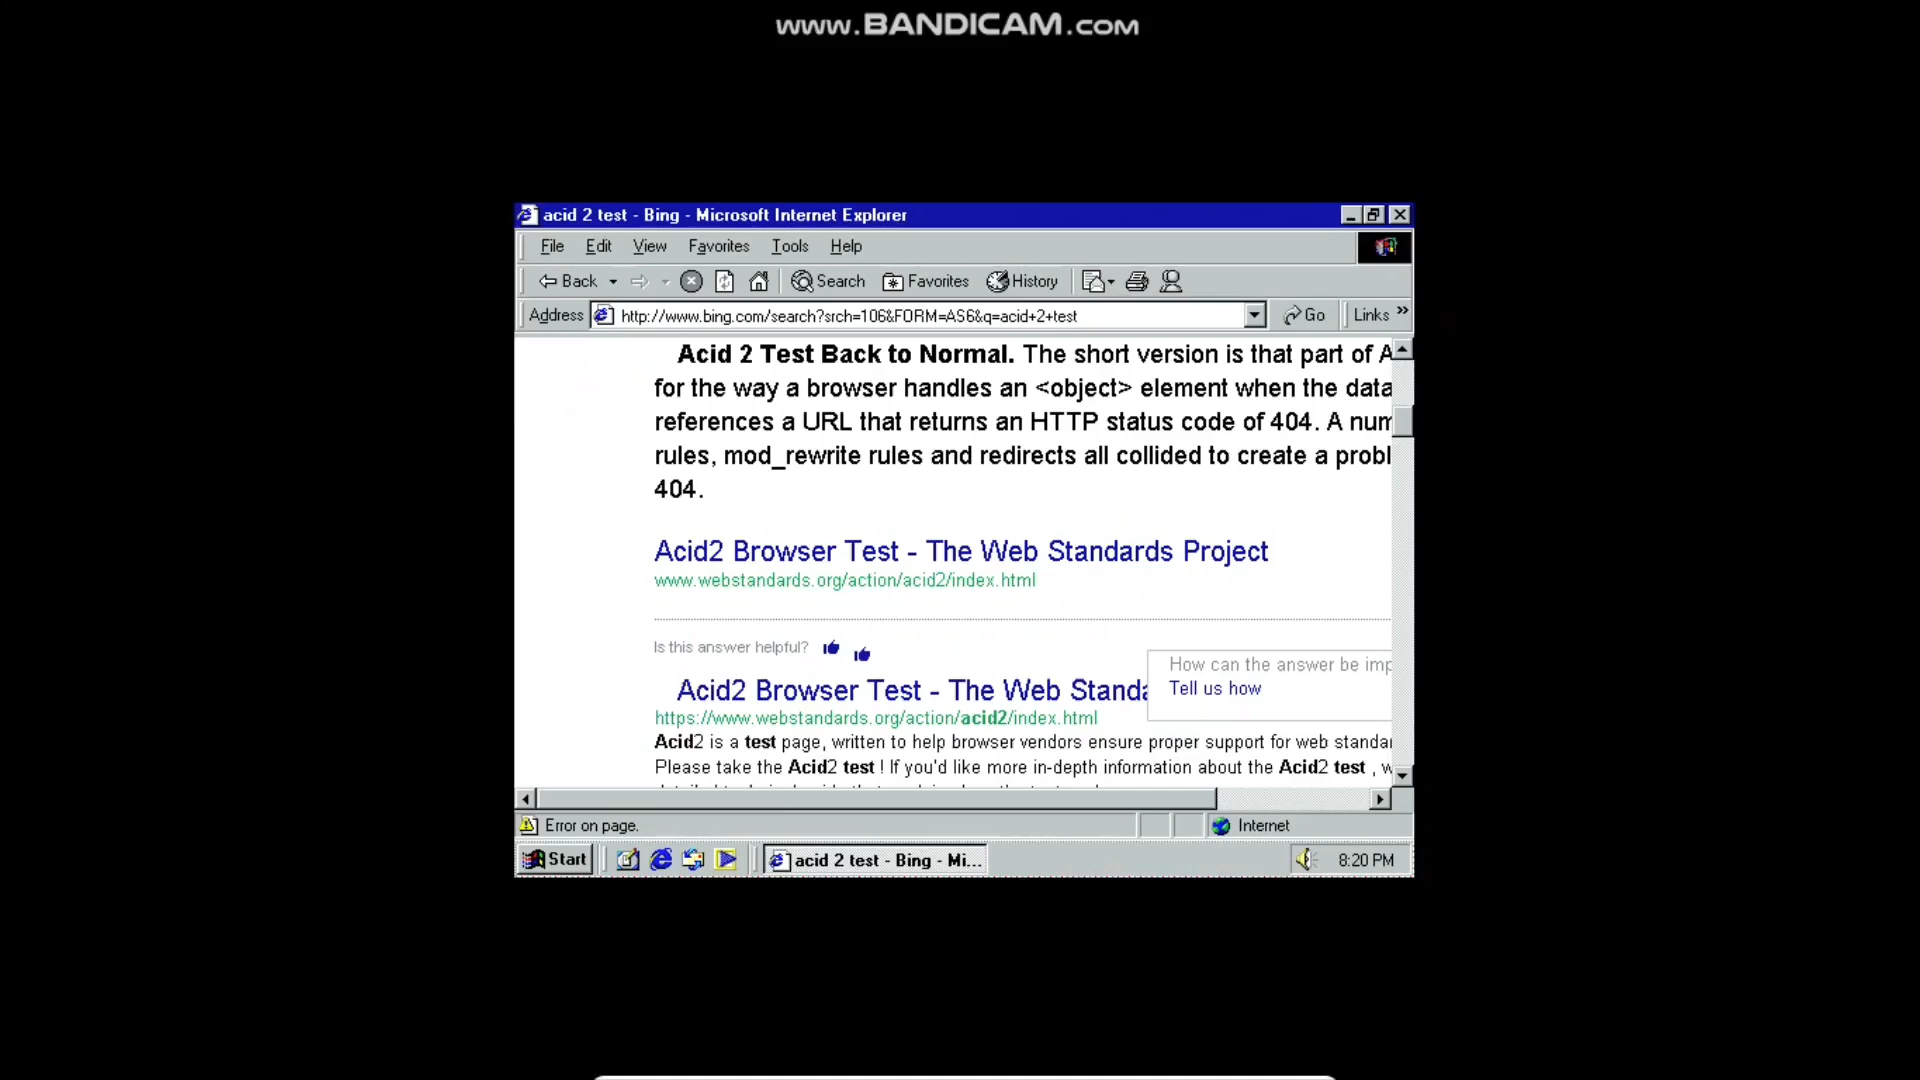 www.BANDICAM.com
acid 2 test - Bing - Microsoft Internet Explorer
File Edit View Favorites Tools Help
Back Search Favorites History
Address http://www.bing.com/search?srch=106&FORM=AS6&q=acid+2+test Go Links »
Acid 2 Test Back to Normal. The short version is that part of A
for the way a browser handles an <object> element when the data
references a URL that returns an HTTP status code of 404. A num
rules, mod_rewrite rules and redirects all collided to create a probl
404.
Acid2 Browser Test - The Web Standards Project
www.webstandards.org/action/acid2/index.html
Is this answer helpful?
How can the answer be imp
Tell us how
Acid2 Browser Test - The Web Standa
https://www.webstandards.org/action/acid2/index.html
Acid2 is a test page, written to help browser vendors ensure proper support for web standar
Please take the Acid2 test ! If you'd like more in-depth information about the Acid2 test , w
Error on page. Internet
Start acid 2 test - Bing - Mi... 8:20 PM